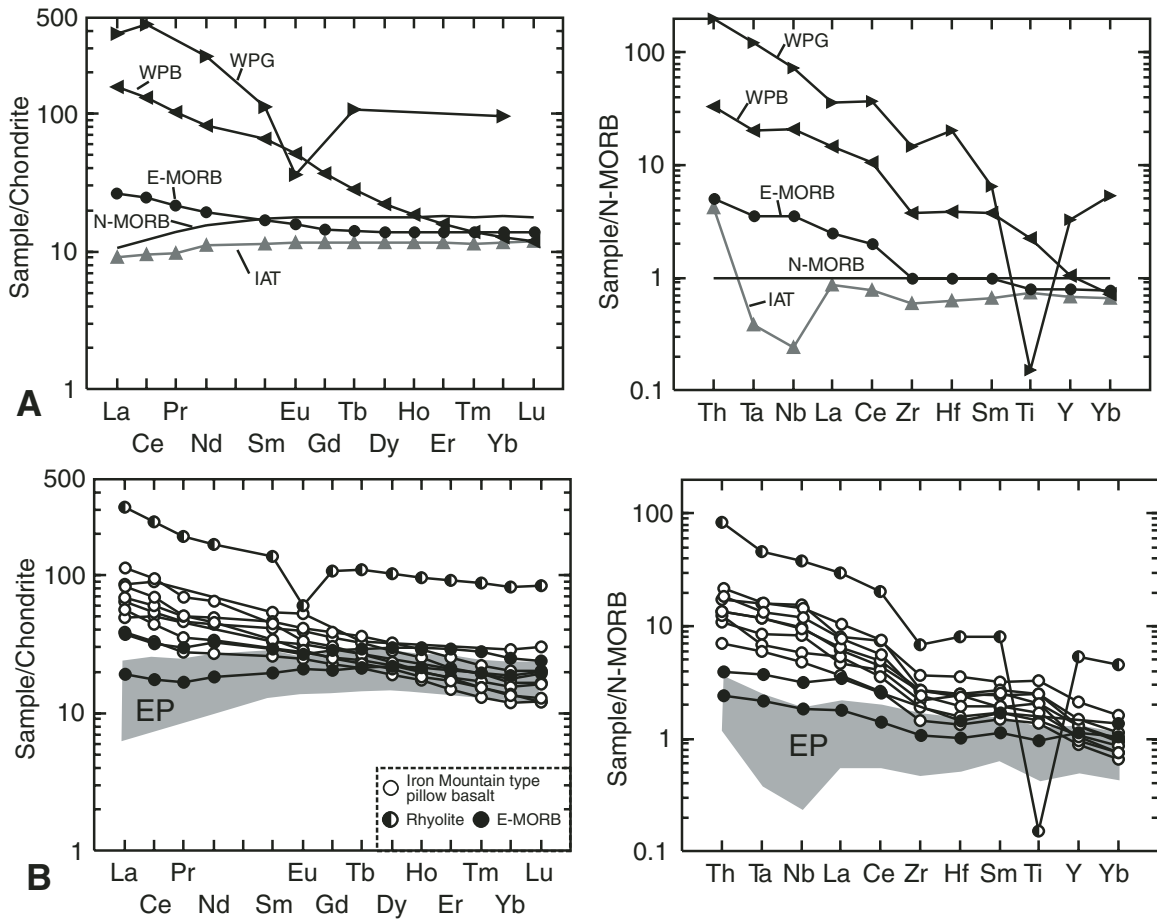 500
100
10
1
Sample/Chondrite
WPG
WPB
E-MORB
N-MORB
IAT
A
La Pr Eu Tb Ho Tm Lu
Ce Nd Sm Gd Dy Er Yb
100
10
1
0.1
Sample/N-MORB
WPG
WPB
E-MORB
N-MORB
IAT
Th Ta Nb La Ce Zr Hf Sm Ti Y Yb
500
100
10
1
Sample/Chondrite
EP
Iron Mountain type
pillow basalt
Rhyolite E-MORB
B
La Pr Eu Tb Ho Tm Lu
Ce Nd Sm Gd Dy Er Yb
100
10
1
0.1
Sample/N-MORB
EP
Th Ta Nb La Ce Zr Hf Sm Ti Y Yb